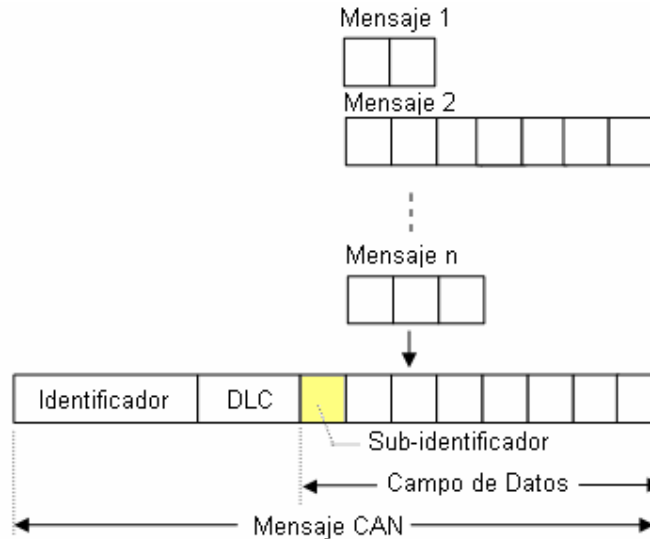 Mensaje 1
Mensaje 2
Mensaje n
Identificador
DLC
Sub-identificador
Campo de Datos
Mensaje CAN